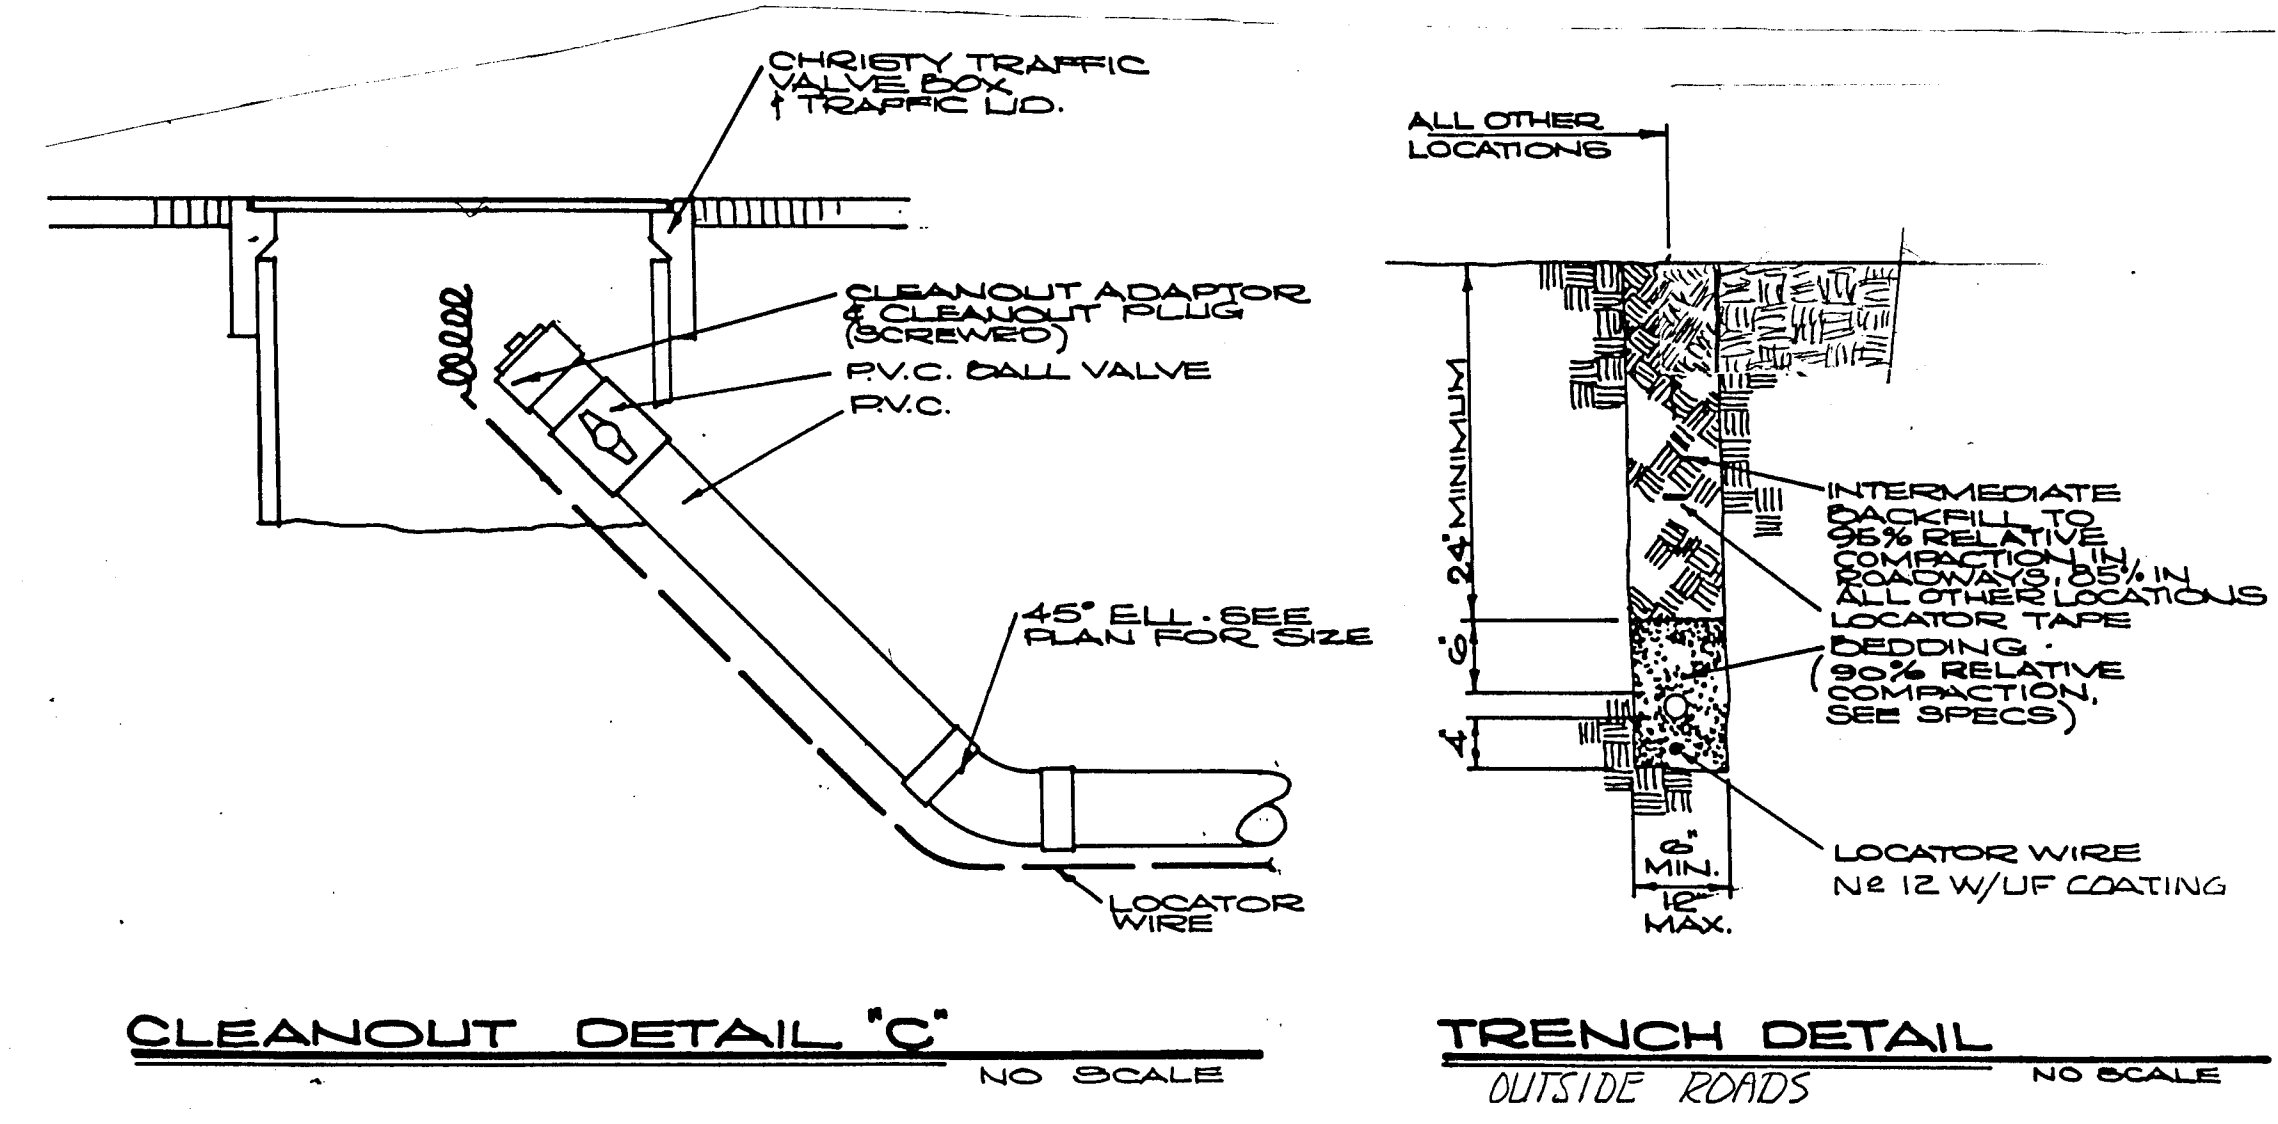 CHRISTY TRAFFIC
VALVE BOX
& TRAFFIC LID.
CLEANOUT ADAPTOR
& CLEANOUT PLUG
(SCREWED)
P.V.C. BALL VALVE
P.V.C.
45° ELL - SEE
PLAN FOR SIZE
LOCATOR
WIRE
CLEANOUT DETAIL "C"
NO SCALE
ALL OTHER
LOCATIONS
24" MINIMUM
6"
4"
INTERMEDIATE
BACKFILL TO
95% RELATIVE
COMPACTION IN
ROADWAYS, 85% IN
ALL OTHER LOCATIONS
LOCATOR TAPE
BEDDING
(90% RELATIVE
COMPACTION,
SEE SPECS)
6"
MIN.
12"
MAX.
LOCATOR WIRE
No 12 W/UF COATING
TRENCH DETAIL
NO SCALE
OUTSIDE ROADS